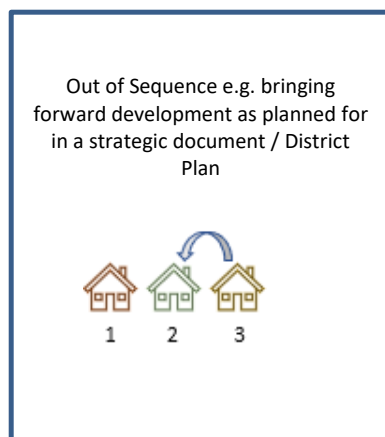 Out of Sequence e.g. bringing
forward development as planned for
in a strategic document / District
Plan
1 2 3